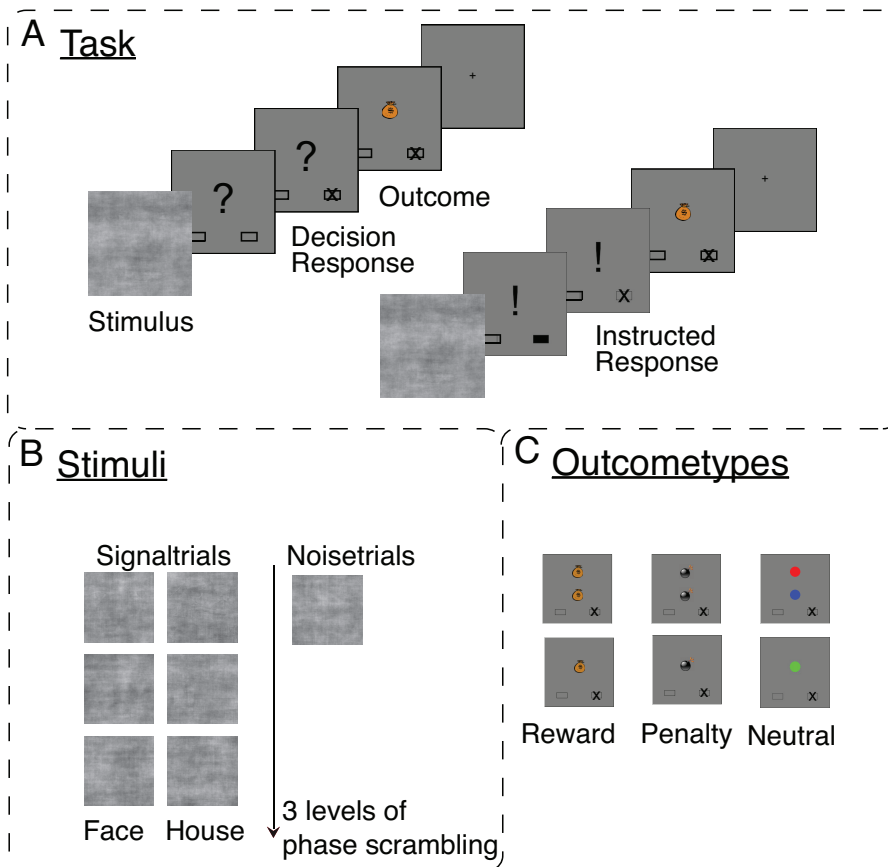 A Task
?
?
X
X
Outcome
Decision
Response
Stimulus
!
!
X
X
Instructed
Response
B Stimuli
Signaltrials
Noisetrials
Face House
3 levels of
phase scrambling
C Outcometypes
X X X
X X X
Reward Penalty Neutral